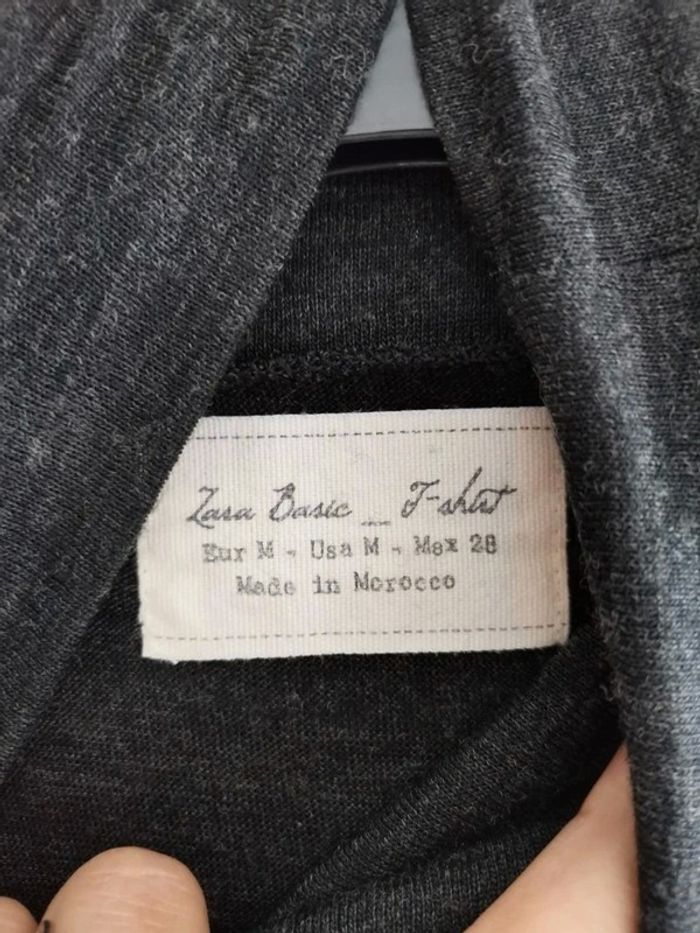 Zara Basic _ T-shirt
Eur M - Usa M - Mex 28
Made in Morocco